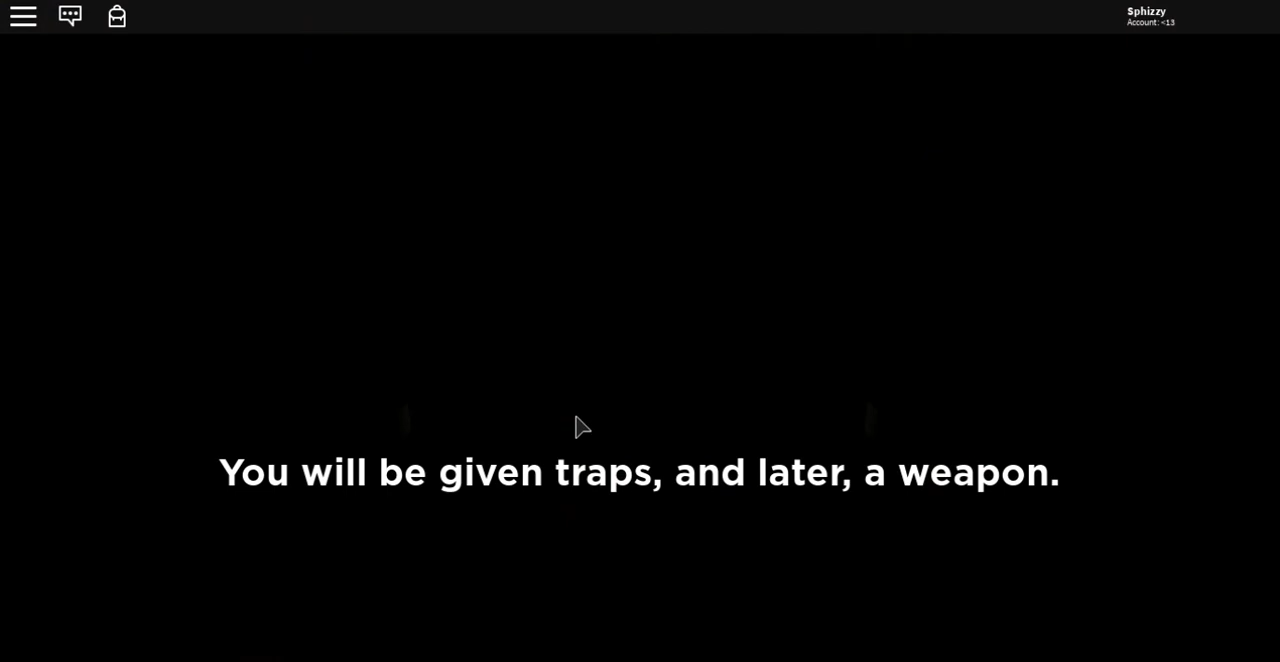 Sphizzy
Account: <13
You will be given traps, and later, a weapon.